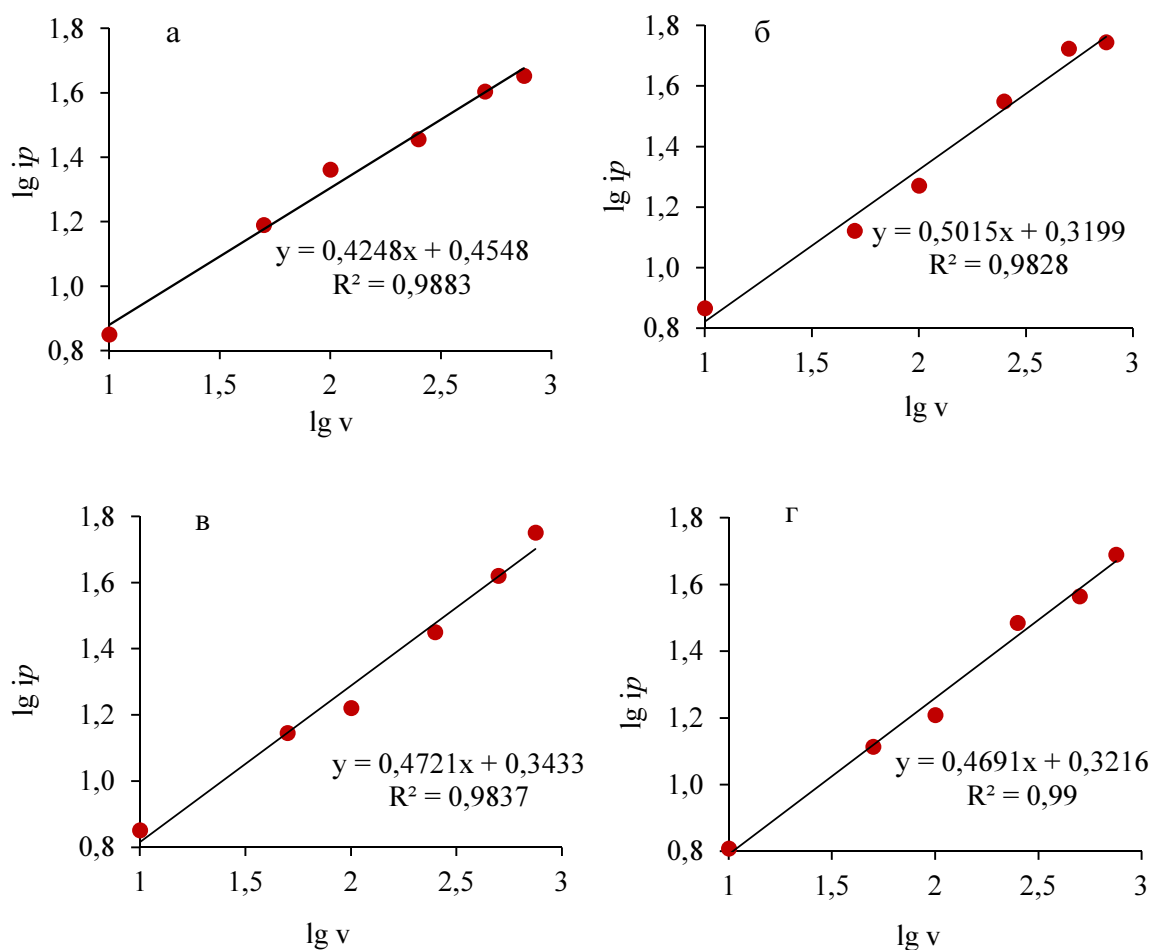 а
1,8
1,6
1,4
1,2
1,0
0,8
lg ip
y = 0,4248x + 0,4548
R² = 0,9883
1 1,5 2 2,5 3
lg v
б
1,8
1,6
1,4
1,2
1,0
0,8
lg ip
y = 0,5015x + 0,3199
R² = 0,9828
1 1,5 2 2,5 3
lg v
в
1,8
1,6
1,4
1,2
1,0
0,8
lg ip
y = 0,4721x + 0,3433
R² = 0,9837
1 1,5 2 2,5 3
lg v
г
1,8
1,6
1,4
1,2
1,0
0,8
lg ip
y = 0,4691x + 0,3216
R² = 0,99
1 1,5 2 2,5 3
lg v